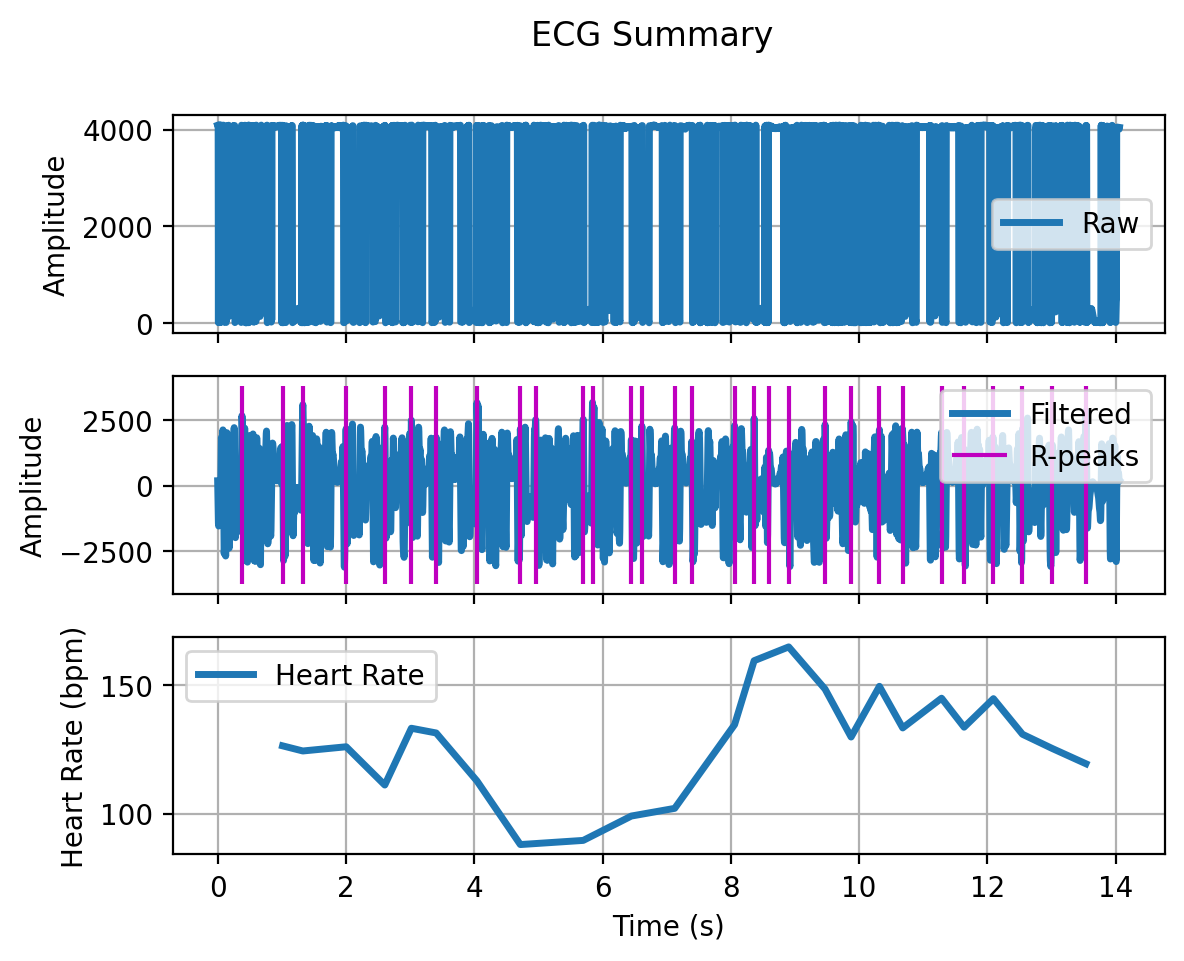 ECG Summary
4000
2000
0
Amplitude
Raw
2500
0
−2500
Amplitude
Filtered
R-peaks
150
100
Heart Rate (bpm)
Heart Rate
0 2 4 6 8 10 12 14
Time (s)